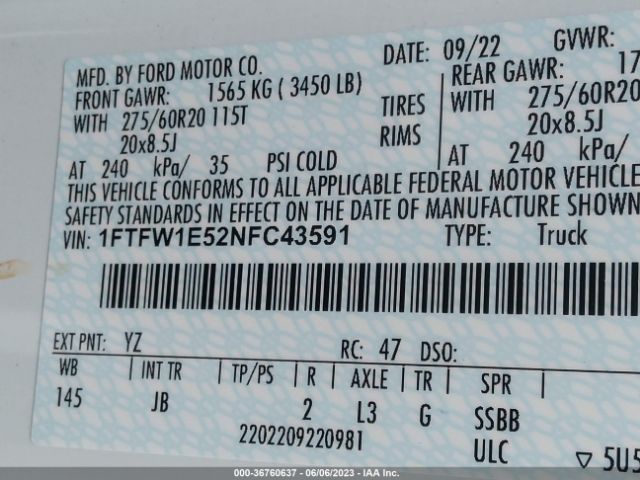 MFD. BY FORD MOTOR CO. DATE: 09/22 GVWR:
FRONT GAWR: 1565 KG ( 3450 LB) REAR GAWR: 17
WITH 275/60R20 115T TIRES WITH 275/60R20
20x8.5J RIMS 20x8.5J
AT 240 kPa/ 35 PSI COLD AT 240 kPa/
THIS VEHICLE CONFORMS TO ALL APPLICABLE FEDERAL MOTOR VEHICLE
SAFETY STANDARDS IN EFFECT ON THE DATE OF MANUFACTURE SHOWN
VIN: 1FTFW1E52NFC43591 TYPE: Truck
EXT PNT: YZ RC: 47 DSO:
WB INT TR TP/PS R AXLE TR SPR
145 JB 2 L3 G SSBB
2202209220981 ULC ▽ 5U5
000-36760637 - 06/06/2023 - IAA Inc.